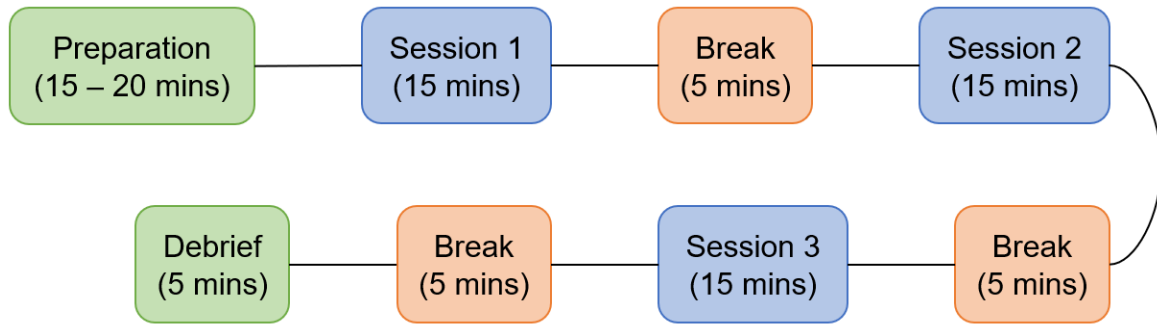 Preparation
(15 – 20 mins)
Session 1
(15 mins)
Break
(5 mins)
Session 2
(15 mins)
Break
(5 mins)
Session 3
(15 mins)
Break
(5 mins)
Debrief
(5 mins)